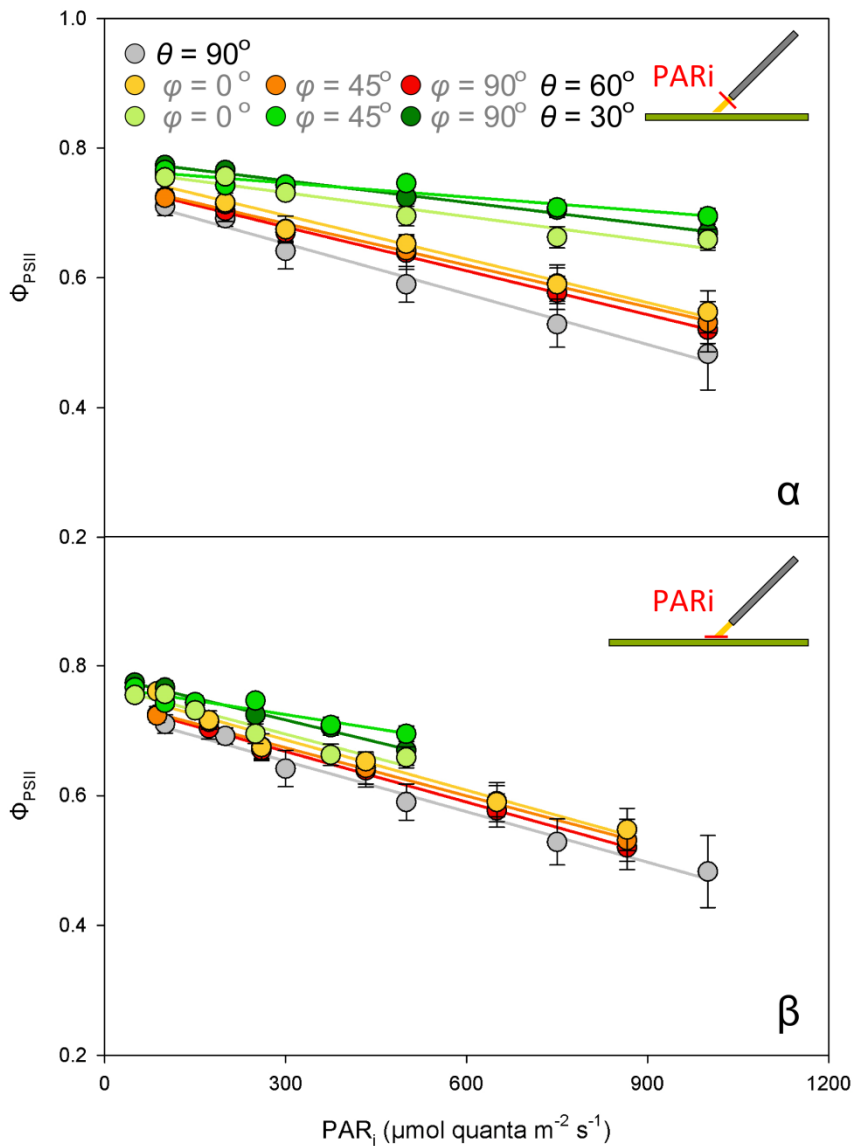 1.0
θ = 90°
φ = 0° φ = 45° φ = 90° θ = 60°
φ = 0° φ = 45° φ = 90° θ = 30°
PARi
0.8
0.6
0.4
ΦPSII
α
0.2
PARi
0.8
0.6
0.4
ΦPSII
β
0.2
0 300 600 900 1200
PARi (μmol quanta m-2 s-1)